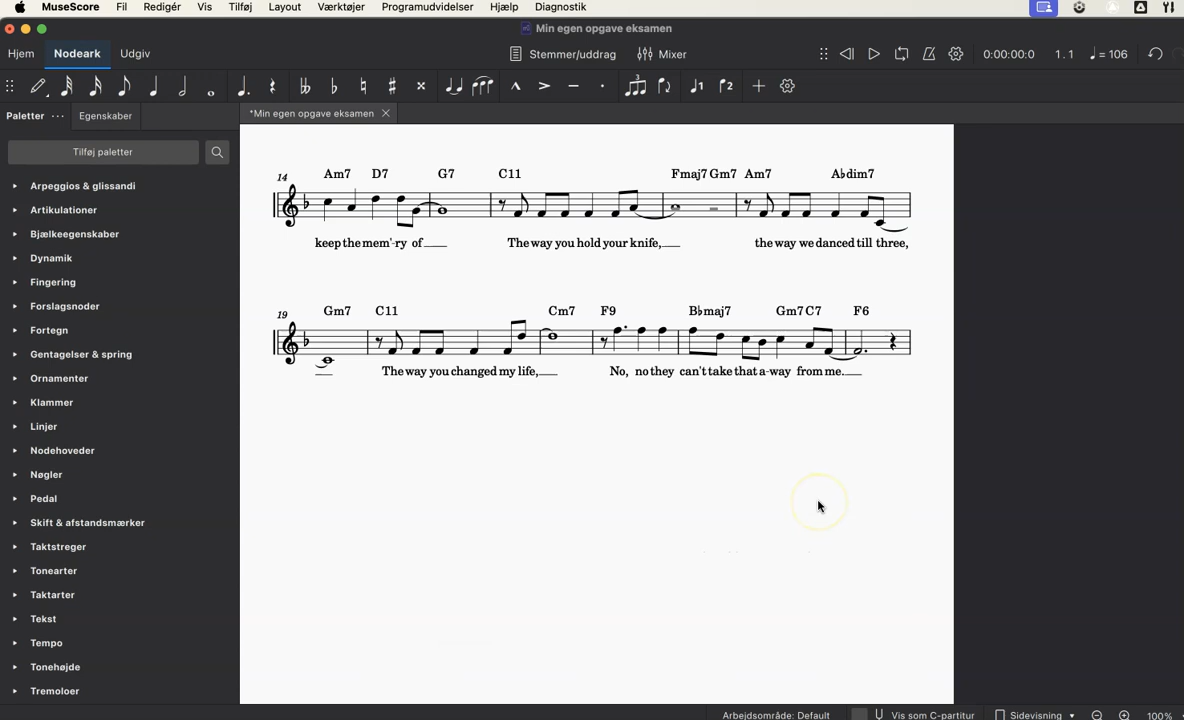 MuseScore Fil Redigér Vis Tilføj Layout Værktøjer Programudvidelser Hjælp Diagnostik
Min egen opgave eksamen
Hjem Nodeark Udgiv Stemmer/uddrag Mixer 0:00:00:0 1. 1 = 106
3 1 2
Paletter ··· Egenskaber *Min egen opgave eksamen
Tilføj paletter
Arpeggios & glissandi
Artikulationer
Bjælkeegenskaber
Dynamik
Fingering
Forslagsnoder
Fortegn
Gentagelser & spring
Ornamenter
Klammer
Linjer
Nodehoveder
Nøgler
Pedal
Skift & afstandsmærker
Taktstreger
Tonearter
Taktarter
Tekst
Tempo
Tonehøjde
Tremoloer
14 Am7 D7 G7 C11 Fmaj7 Gm7 Am7 A♭dim7
keep the mem'-ry of The way you hold your knife, the way we danced till three,
19 Gm7 C11 Cm7 F9 B♭maj7 Gm7 C7 F6
The way you changed my life, No, no they can't take that a-way from me.
Arbejdsområde: Default Vis som C-partitur Sidevisning 100%